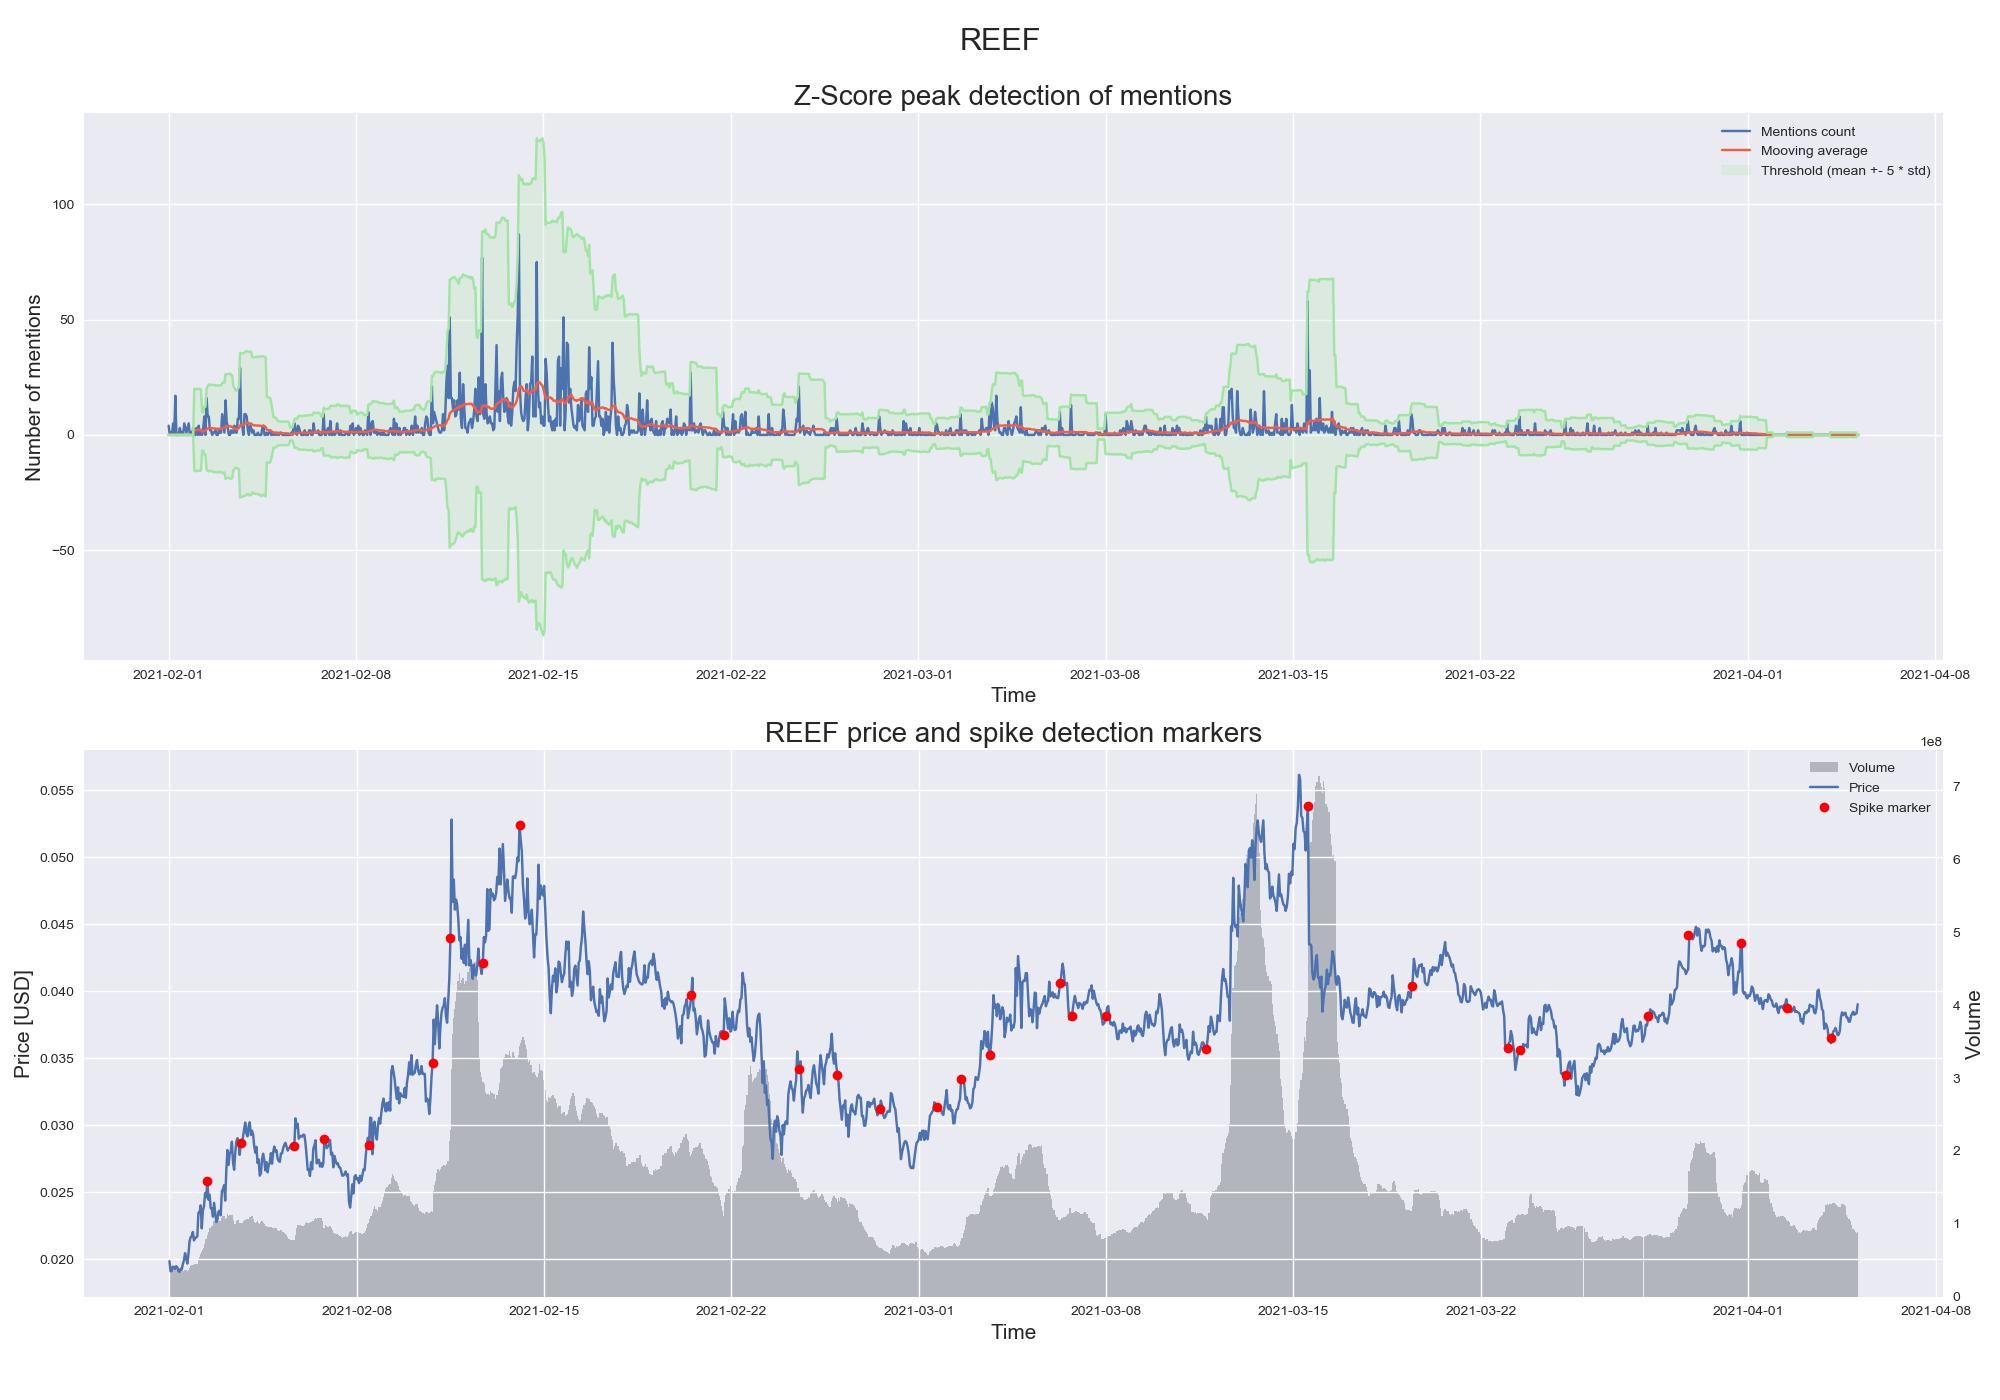 REEF
Z-Score peak detection of mentions
Mentions count
Mooving average
Threshold (mean +- 5 * std)
Number of mentions
100
50
0
−50
2021-02-01 2021-02-08 2021-02-15 2021-02-22 2021-03-01 2021-03-08 2021-03-15 2021-03-22 2021-04-01 2021-04-08
Time
REEF price and spike detection markers
1e8
Volume
Price
Spike marker
Price [USD]
0.055
0.050
0.045
0.040
0.035
0.030
0.025
0.020
7
6
5
4
3
2
1
0
Volume
2021-02-01 2021-02-08 2021-02-15 2021-02-22 2021-03-01 2021-03-08 2021-03-15 2021-03-22 2021-04-01 2021-04-08
Time